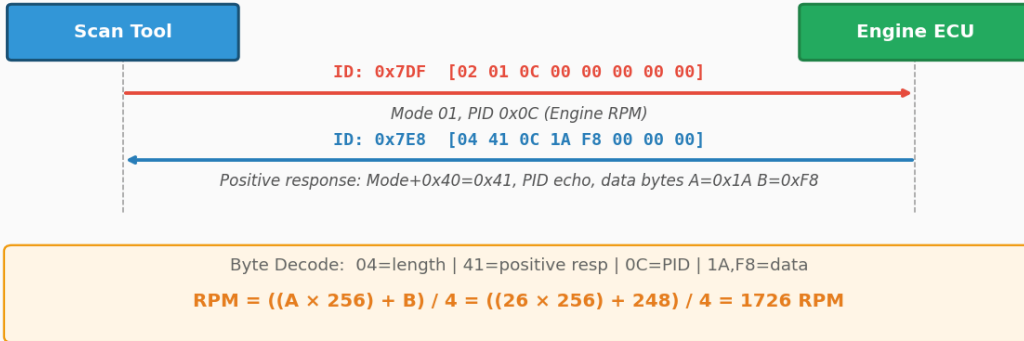 Scan Tool
Engine ECU
ID: 0x7DF  [02 01 0C 00 00 00 00 00]
Mode 01, PID 0x0C (Engine RPM)
ID: 0x7E8  [04 41 0C 1A F8 00 00 00]
Positive response: Mode+0x40=0x41, PID echo, data bytes A=0x1A B=0xF8
Byte Decode:  04=length | 41=positive resp | 0C=PID | 1A,F8=data
RPM = ((A × 256) + B) / 4 = ((26 × 256) + 248) / 4 = 1726 RPM